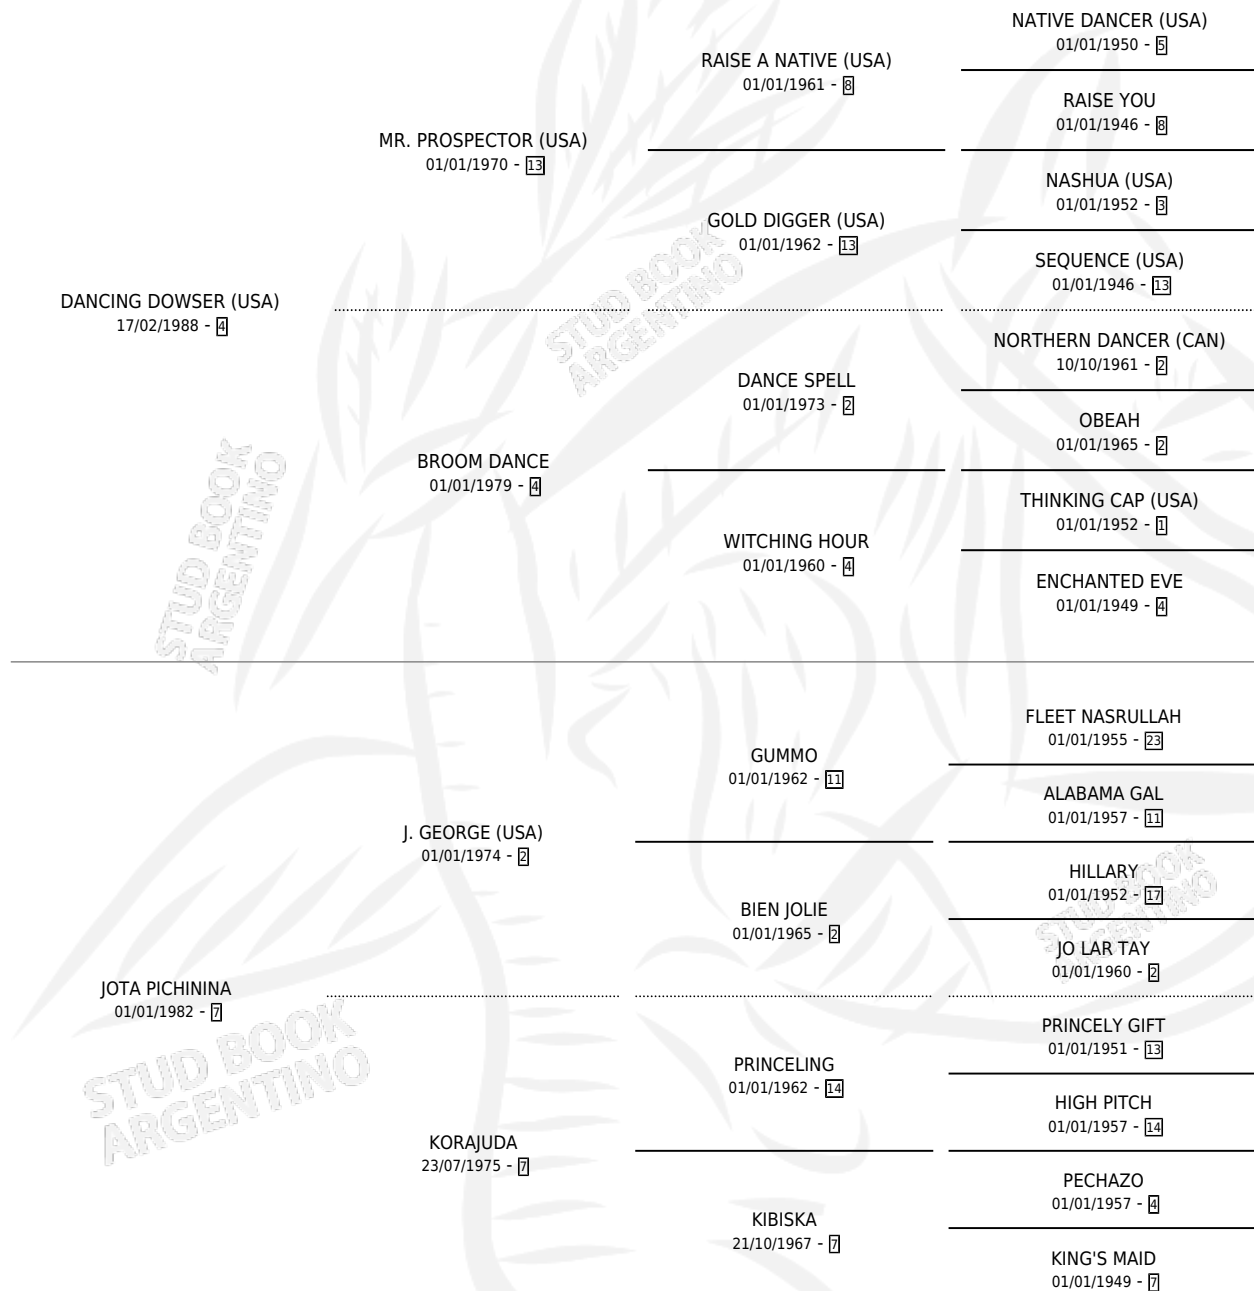 NATIVE DANCER (USA)
01/01/1950 - 5
RAISE A NATIVE (USA)
01/01/1961 - 8
RAISE YOU
01/01/1946 - 8
MR. PROSPECTOR (USA)
01/01/1970 - 13
NASHUA (USA)
01/01/1952 - 3
GOLD DIGGER (USA)
01/01/1962 - 13
SEQUENCE (USA)
01/01/1946 - 13
DANCING DOWSER (USA)
17/02/1988 - 4
STUD BOOK
ARGENTINO
NORTHERN DANCER (CAN)
10/10/1961 - 2
DANCE SPELL
01/01/1973 - 2
OBEAH
01/01/1965 - 2
BROOM DANCE
01/01/1979 - 4
THINKING CAP (USA)
01/01/1952 - 1
WITCHING HOUR
01/01/1960 - 4
ENCHANTED EVE
01/01/1949 - 4
STUD BOOK
ARGENTINO
FLEET NASRULLAH
01/01/1955 - 23
GUMMO
01/01/1962 - 11
ALABAMA GAL
01/01/1957 - 11
J. GEORGE (USA)
01/01/1974 - 2
HILLARY
01/01/1952 - 17
BIEN JOLIE
01/01/1965 - 2
STUD BOOK
ARGENTINO
JO LAR TAY
01/01/1960 - 2
JOTA PICHININA
01/01/1982 - 7
STUD BOOK
ARGENTINO
PRINCELY GIFT
01/01/1951 - 13
PRINCELING
01/01/1962 - 14
HIGH PITCH
01/01/1957 - 14
KORAJUDA
23/07/1975 - 7
PECHAZO
01/01/1957 - 4
KIBISKA
21/10/1967 - 7
KING'S MAID
01/01/1949 - 7